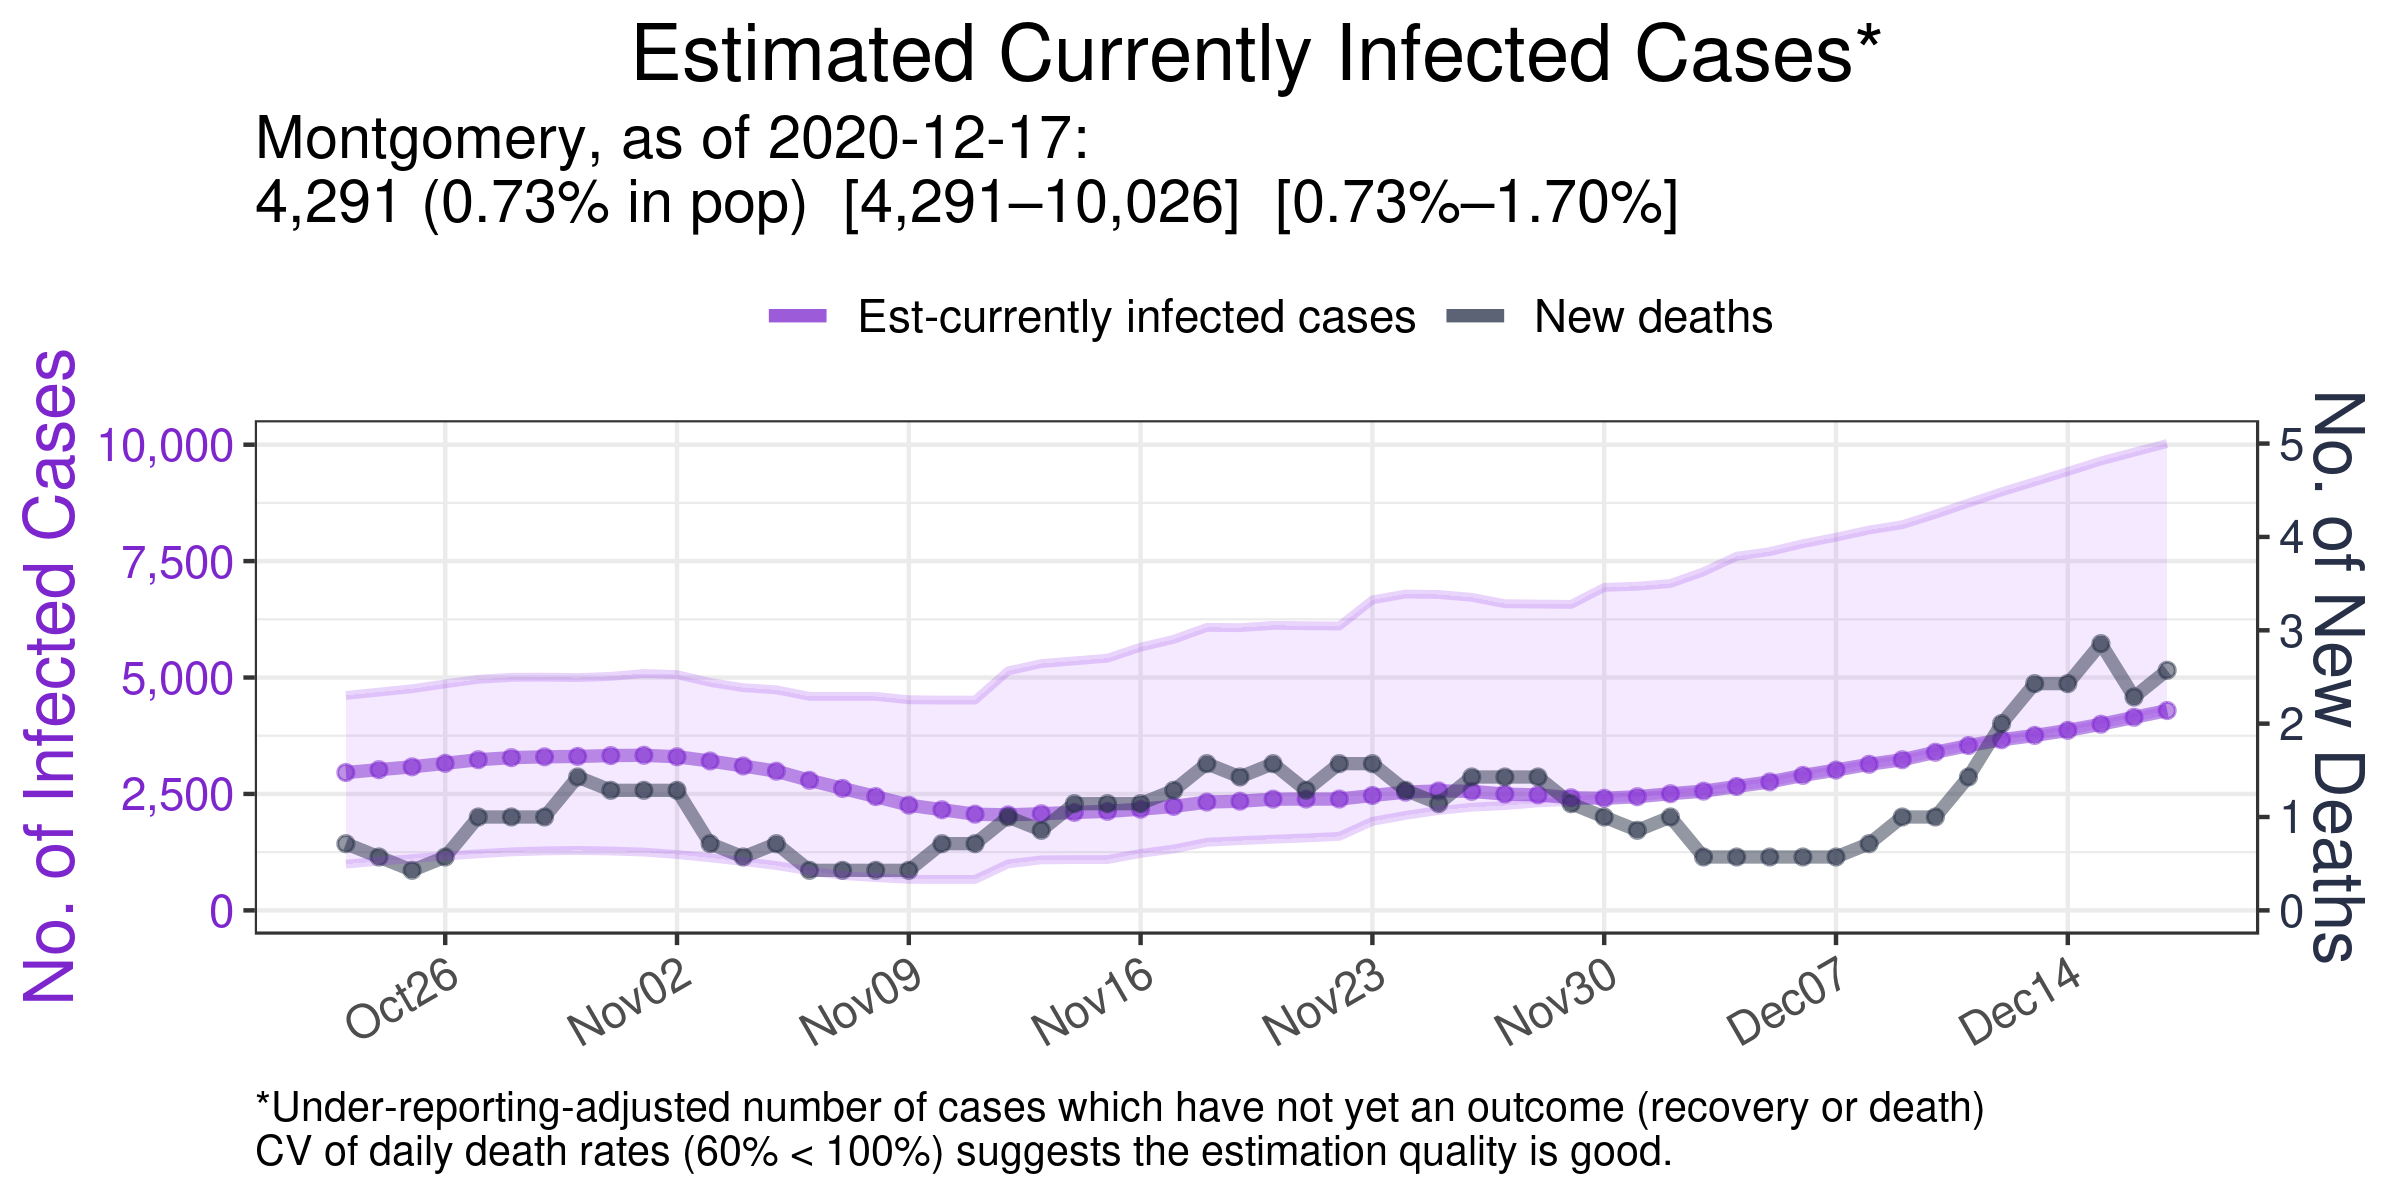 Estimated Currently Infected Cases*
Montgomery, as of 2020-12-17:
4,291 (0.73% in pop)  [4,291–10,026]  [0.73%–1.70%]
Est-currently infected cases
New deaths
No. of Infected Cases
10,000
7,500
5,000
2,500
0
5
4
3
2
1
0
No. of New Deaths
Oct26
Nov02
Nov09
Nov16
Nov23
Nov30
Dec07
Dec14
*Under-reporting-adjusted number of cases which have not yet an outcome (recovery or death)
CV of daily death rates (60% < 100%) suggests the estimation quality is good.